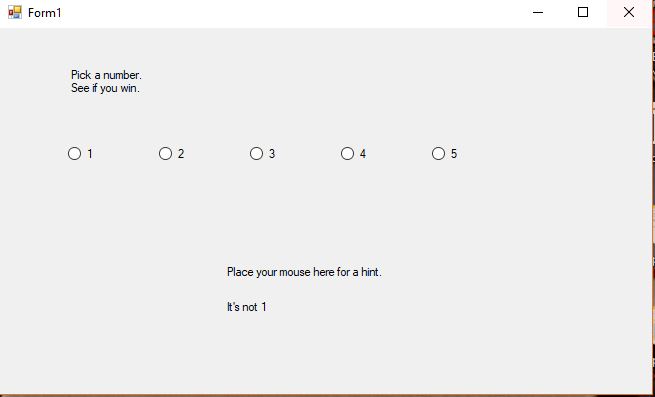 Form1
Pick a number.
See if you win.
1
2
3
4
5
Place your mouse here for a hint.
It's not 1